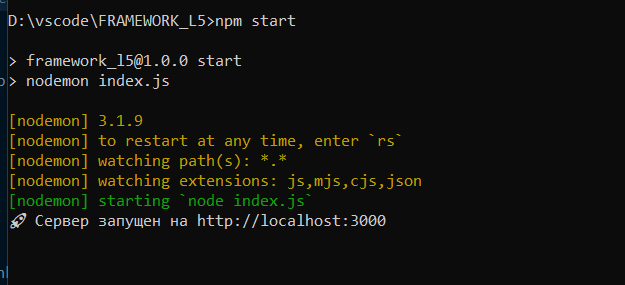 D:\vscode\FRAMEWORK_L5>npm start
> framework_l5@1.0.0 start
> nodemon index.js
[nodemon] 3.1.9
[nodemon] to restart at any time, enter `rs`
[nodemon] watching path(s): *.*
[nodemon] watching extensions: js,mjs,cjs,json
[nodemon] starting `node index.js`
🚀 Сервер запущен на http://localhost:3000